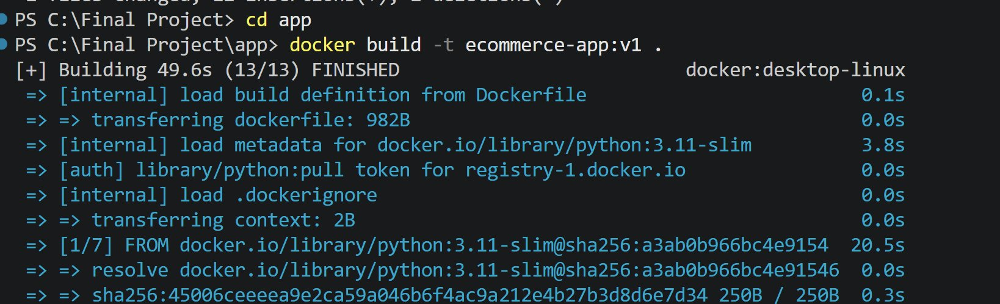 PS C:\Final Project> cd app
PS C:\Final Project\app> docker build -t ecommerce-app:v1 .
[+] Building 49.6s (13/13) FINISHED docker:desktop-linux
=> [internal] load build definition from Dockerfile 0.1s
=> => transferring dockerfile: 982B 0.0s
=> [internal] load metadata for docker.io/library/python:3.11-slim 3.8s
=> [auth] library/python:pull token for registry-1.docker.io 0.0s
=> [internal] load .dockerignore 0.0s
=> => transferring context: 2B 0.0s
=> [1/7] FROM docker.io/library/python:3.11-slim@sha256:a3ab0b966bc4e9154 20.5s
=> => resolve docker.io/library/python:3.11-slim@sha256:a3ab0b966bc4e91546 0.0s
=> => sha256:45006ceeeea9e2ca59a046b6f4ac9a212e4b27b3d8d6e7d34 250B / 250B 0.3s